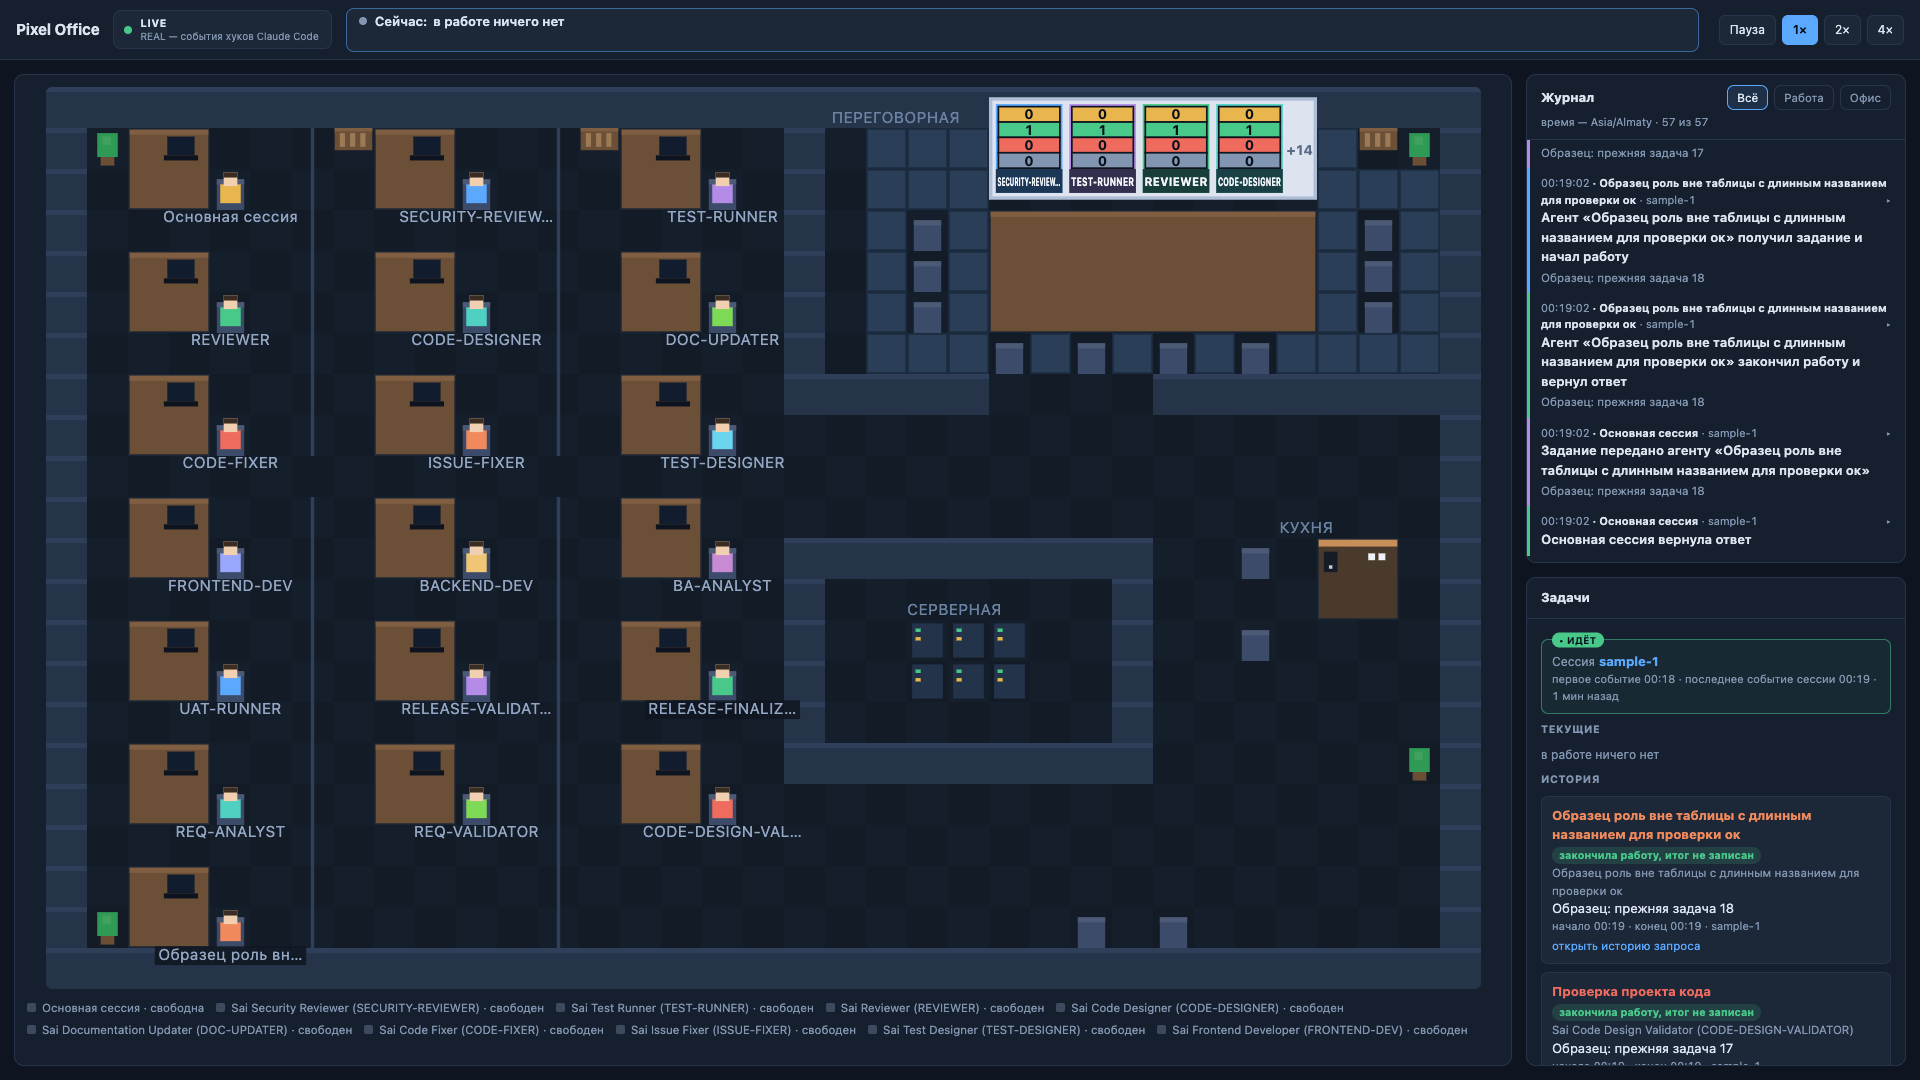 Pixel Office
LIVE
REAL — события хуков Claude Code
Сейчас: в работе ничего нет
Пауза
1×
2×
4×
ПЕРЕГОВОРНАЯ
0 0 0 0
1 1 1 1
0 0 0 0
0 0 0 0
+14
SECURITY-REVIEW... TEST-RUNNER REVIEWER CODE-DESIGNER
Основная сессия
SECURITY-REVIEW...
TEST-RUNNER
REVIEWER
CODE-DESIGNER
DOC-UPDATER
CODE-FIXER
ISSUE-FIXER
TEST-DESIGNER
FRONTEND-DEV
BACKEND-DEV
BA-ANALYST
КУХНЯ
СЕРВЕРНАЯ
UAT-RUNNER
RELEASE-VALIDAT...
RELEASE-FINALIZ...
REQ-ANALYST
REQ-VALIDATOR
CODE-DESIGN-VAL...
Образец роль вн...
Основная сессия · свободна
Sai Security Reviewer (SECURITY-REVIEWER) · свободен
Sai Test Runner (TEST-RUNNER) · свободен
Sai Reviewer (REVIEWER) · свободен
Sai Code Designer (CODE-DESIGNER) · свободен
Sai Documentation Updater (DOC-UPDATER) · свободен
Sai Code Fixer (CODE-FIXER) · свободен
Sai Issue Fixer (ISSUE-FIXER) · свободен
Sai Test Designer (TEST-DESIGNER) · свободен
Sai Frontend Developer (FRONTEND-DEV) · свободен
Журнал
Всё
Работа
Офис
время — Asia/Almaty · 57 из 57
Образец: прежняя задача 17
00:19:02 · Образец роль вне таблицы с длинным названием
для проверки ок · sample-1
Агент «Образец роль вне таблицы с длинным
названием для проверки ок» получил задание и
начал работу
Образец: прежняя задача 18
00:19:02 · Образец роль вне таблицы с длинным названием
для проверки ок · sample-1
Агент «Образец роль вне таблицы с длинным
названием для проверки ок» закончил работу и
вернул ответ
Образец: прежняя задача 18
00:19:02 · Основная сессия · sample-1
Задание передано агенту «Образец роль вне
таблицы с длинным названием для проверки ок»
Образец: прежняя задача 18
00:19:02 · Основная сессия · sample-1
Основная сессия вернула ответ
Задачи
• ИДЁТ
Сессия sample-1
первое событие 00:18 · последнее событие сессии 00:19 ·
1 мин назад
ТЕКУЩИЕ
в работе ничего нет
ИСТОРИЯ
Образец роль вне таблицы с длинным
названием для проверки ок
закончила работу, итог не записан
Образец роль вне таблицы с длинным названием для
проверки ок
Образец: прежняя задача 18
начало 00:19 · конец 00:19 · sample-1
открыть историю запроса
Проверка проекта кода
закончила работу, итог не записан
Sai Code Design Validator (CODE-DESIGN-VALIDATOR)
Образец: прежняя задача 17